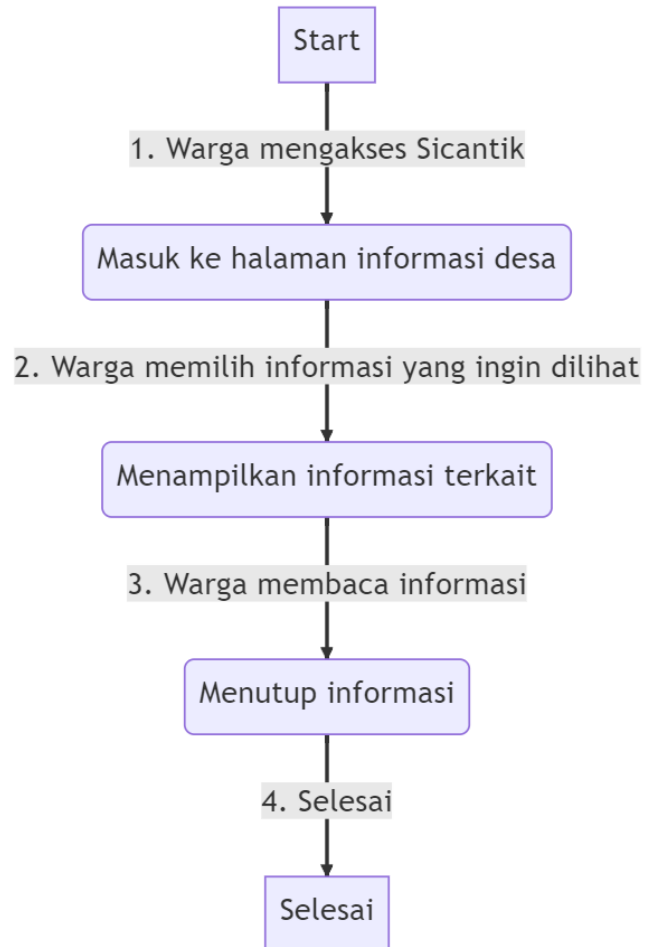 Start
1. Warga mengakses Sicantik
Masuk ke halaman informasi desa
2. Warga memilih informasi yang ingin dilihat
Menampilkan informasi terkait
3. Warga membaca informasi
Menutup informasi
4. Selesai
Selesai